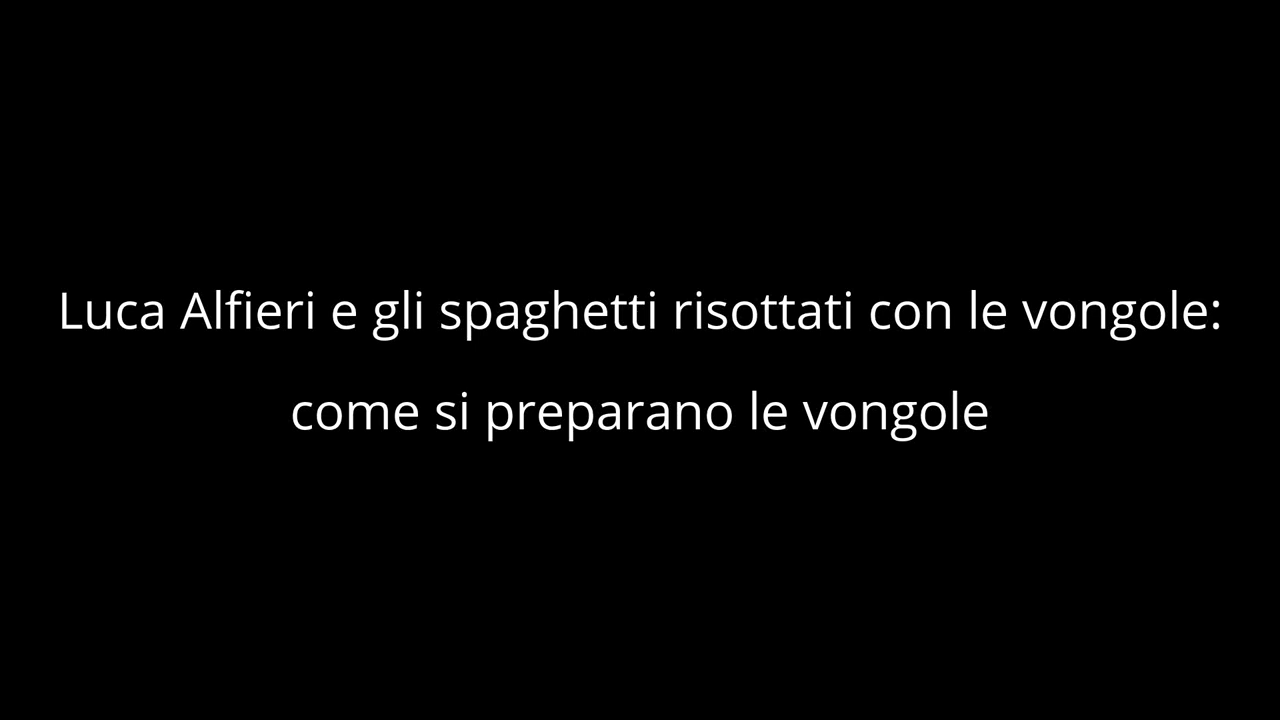 Luca Alfieri e gli spaghetti risottati con le vongole:
come si preparano le vongole